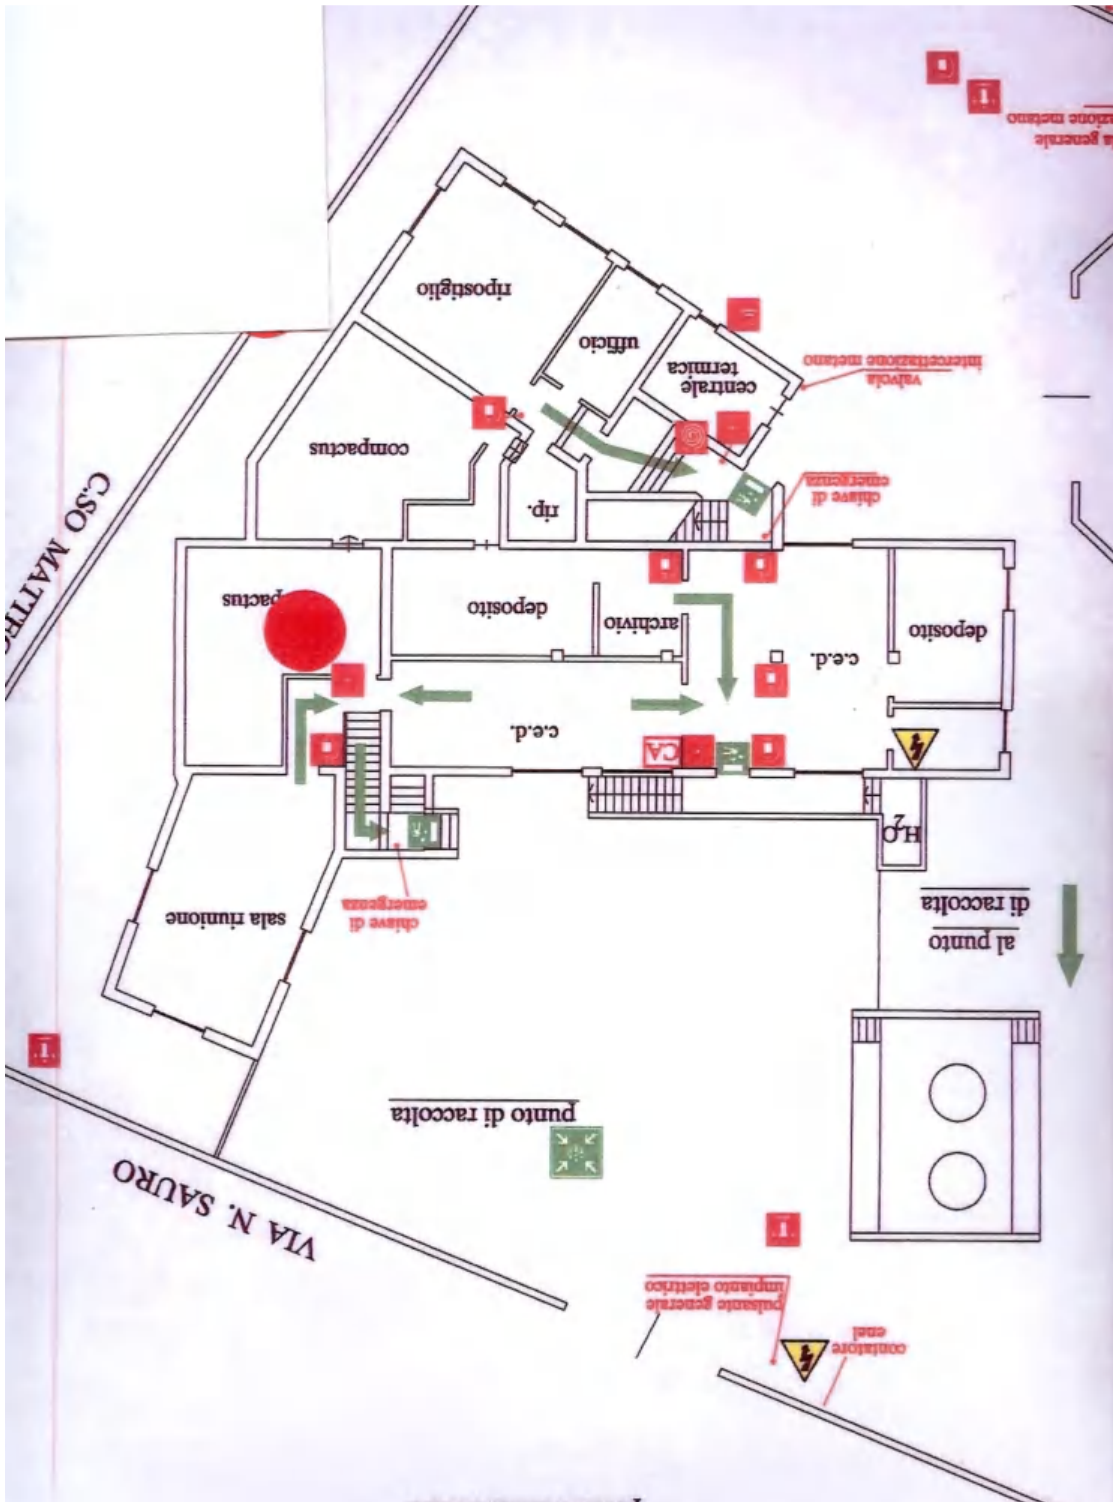 contatore
enel
pulsante generale
impianto elettrico
VIA N. SAURO
punto di raccolta
al punto
di raccolta
sala riunione
chiave di
emergenza
H2O
CA
c.e.d.
c.e.d.
deposito
archivio
deposito
pactus
C.SO MATTE
rip.
chiave di
emergenza
compactus
centrale
termica
valvola
intercettazione metano
ufficio
ripostiglio
generale
metano